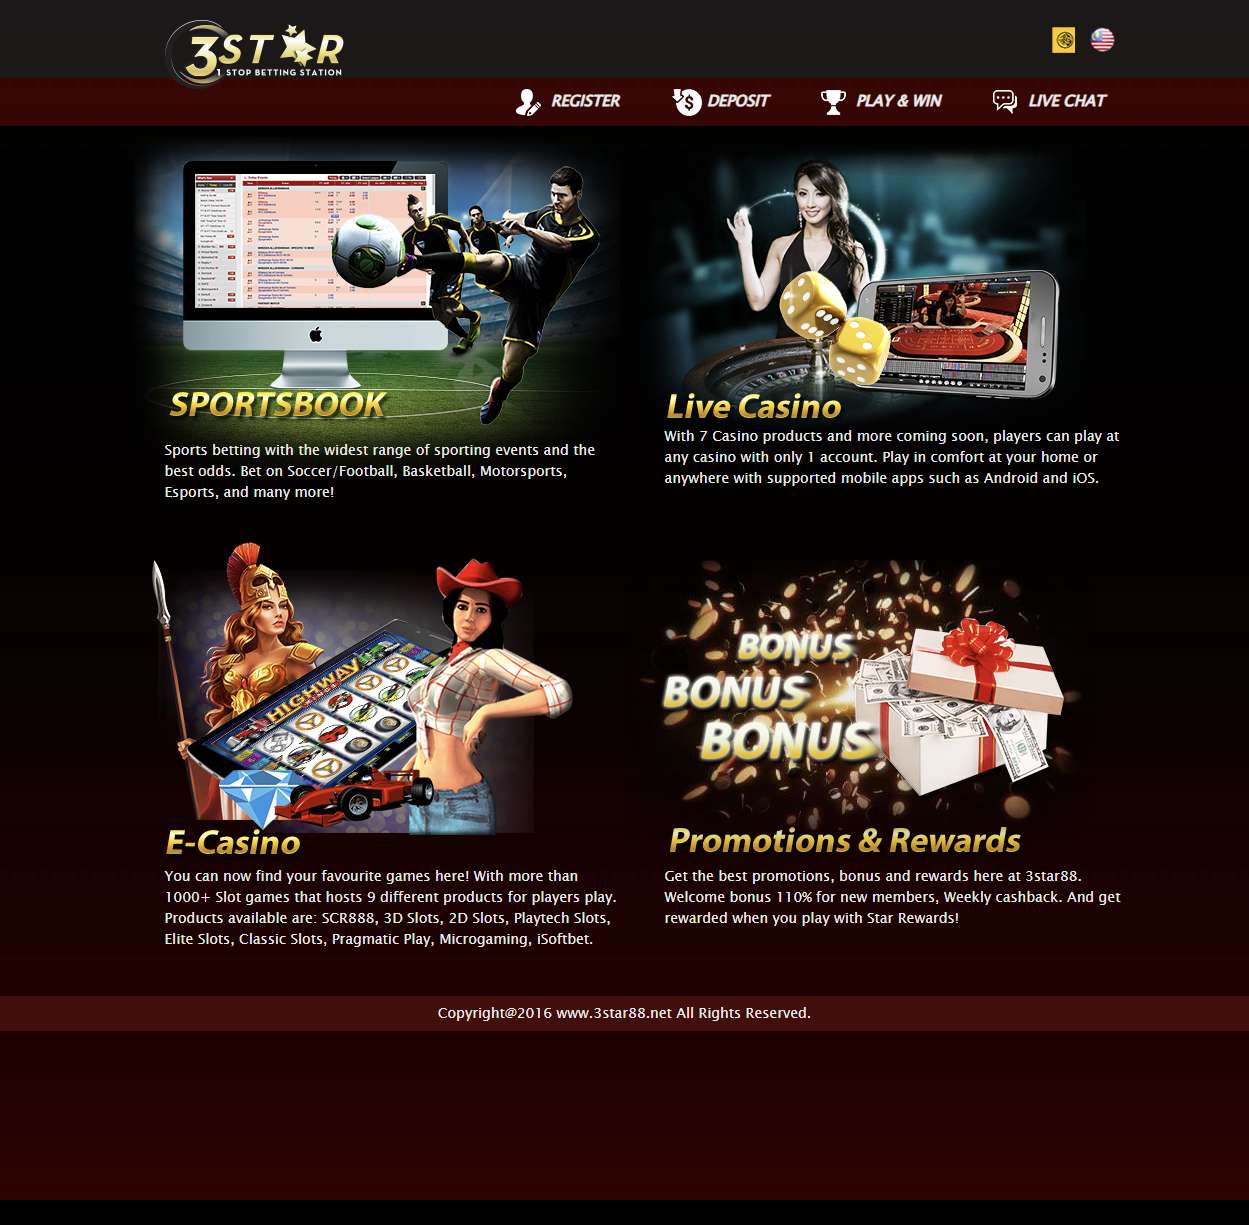 3STAR
1 STOP BETTING STATION
REGISTER
DEPOSIT
PLAY & WIN
LIVE CHAT
SPORTSBOOK
Sports betting with the widest range of sporting events and the
best odds. Bet on Soccer/Football, Basketball, Motorsports,
Esports, and many more!
Live Casino
With 7 Casino products and more coming soon, players can play at
any casino with only 1 account. Play in comfort at your home or
anywhere with supported mobile apps such as Android and iOS.
HIGHWAY
E-Casino
You can now find your favourite games here! With more than
1000+ Slot games that hosts 9 different products for players play.
Products available are: SCR888, 3D Slots, 2D Slots, Playtech Slots,
Elite Slots, Classic Slots, Pragmatic Play, Microgaming, iSoftbet.
BONUS
BONUS
BONUS
Promotions & Rewards
Get the best promotions, bonus and rewards here at 3star88.
Welcome bonus 110% for new members, Weekly cashback. And get
rewarded when you play with Star Rewards!
Copyright@2016 www.3star88.net All Rights Reserved.